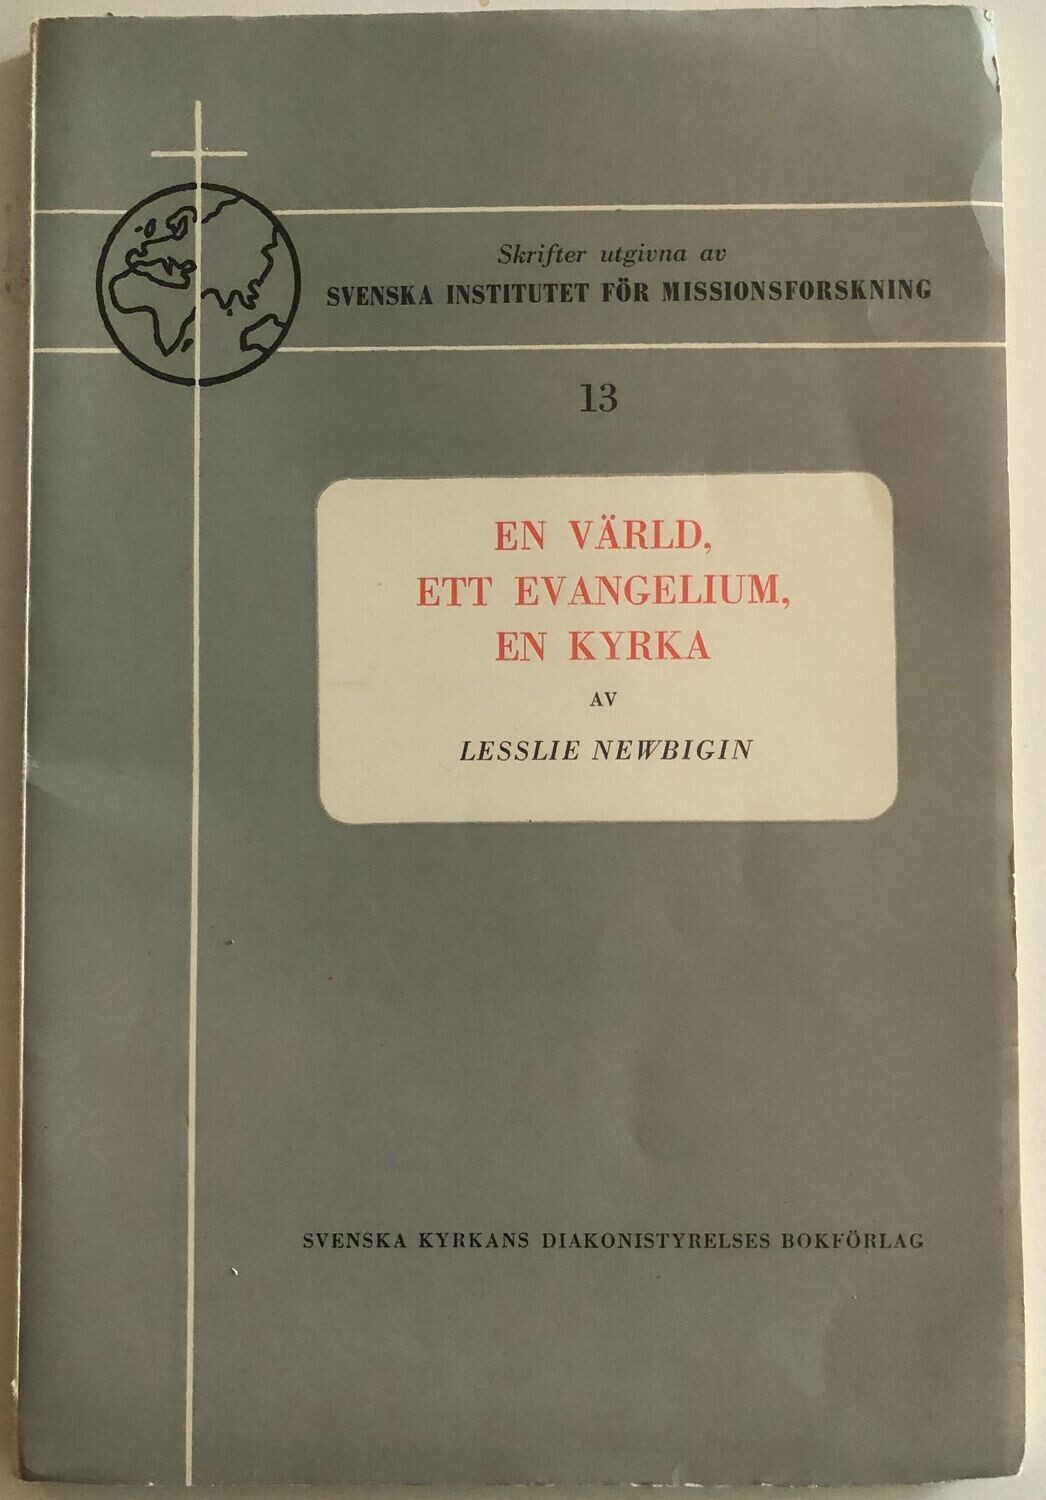 Skrifter utgivna av
SVENSKA INSTITUTET FÖR MISSIONSFORSKNING
13
EN VÄRLD,
ETT EVANGELIUM,
EN KYRKA
AV
LESSLIE NEWBIGIN
SVENSKA KYRKANS DIAKONISTYRELSES BOKFÖRLAG